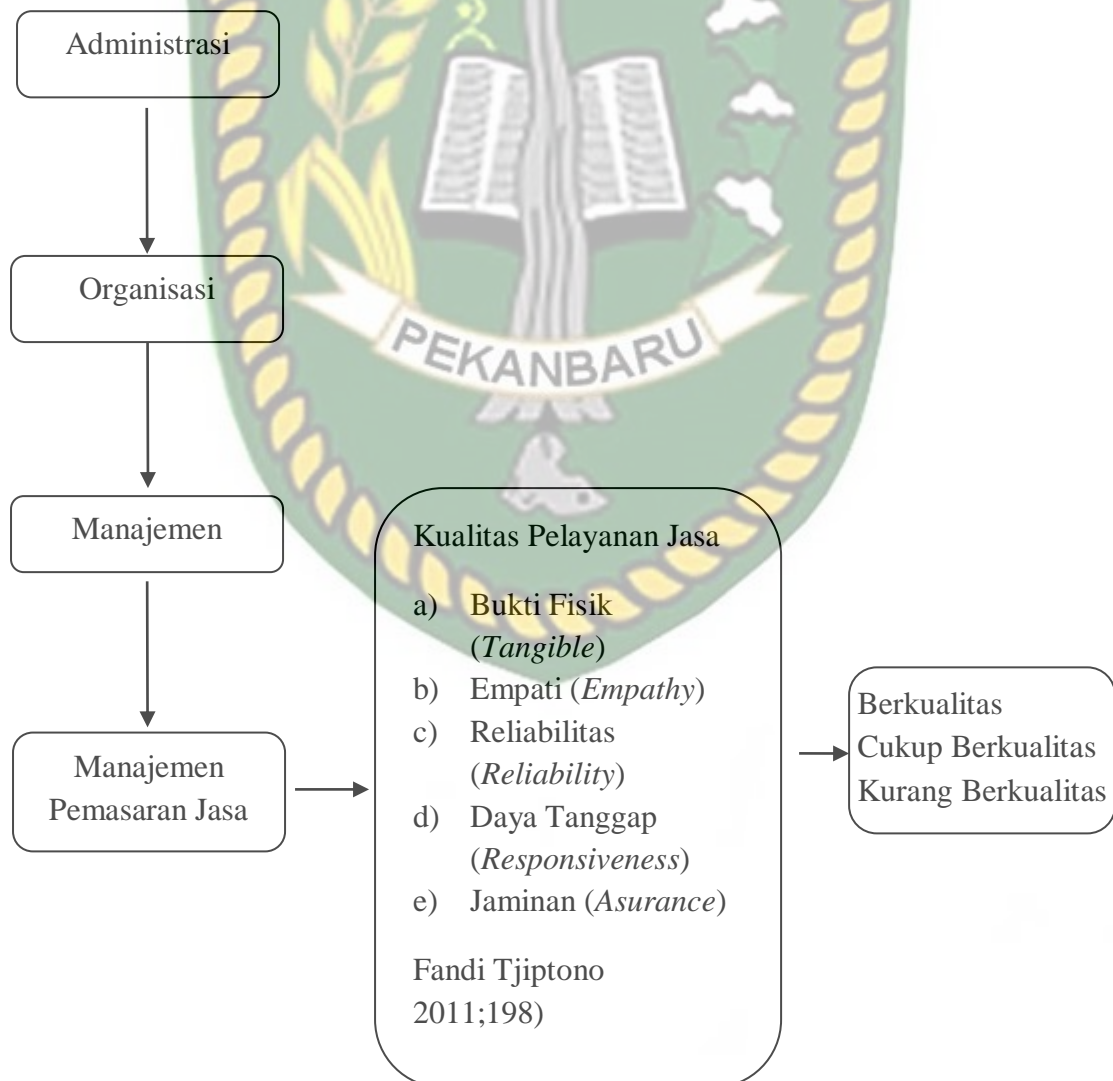 Administrasi
PEKANBARU
Organisasi
Manajemen
Manajemen
Pemasaran Jasa
Kualitas Pelayanan Jasa
a) Bukti Fisik
(Tangible)
b) Empati (Empathy)
c) Reliabilitas
(Reliability)
d) Daya Tanggap
(Responsiveness)
e) Jaminan (Asurance)
Fandi Tjiptono
2011;198)
Berkualitas
Cukup Berkualitas
Kurang Berkualitas